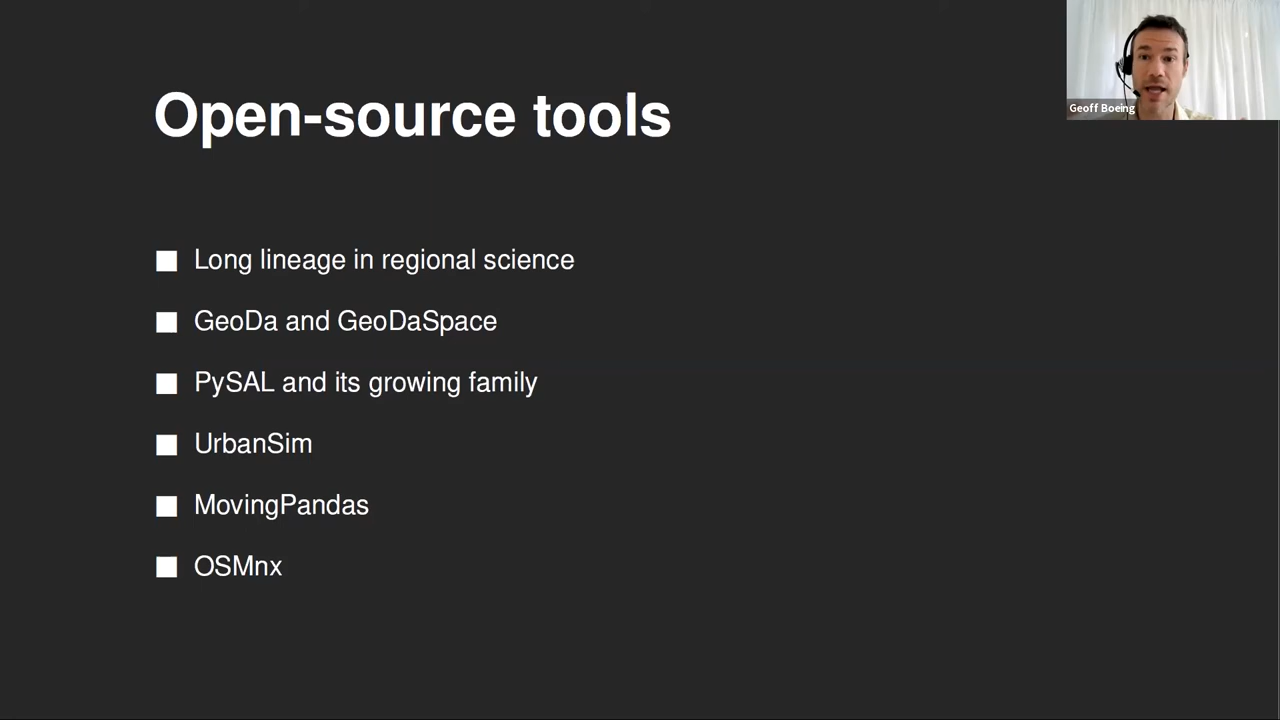 Open-source tools
Geoff Boeing
Long lineage in regional science
GeoDa and GeoDaSpace
PySAL and its growing family
UrbanSim
MovingPandas
OSMnx